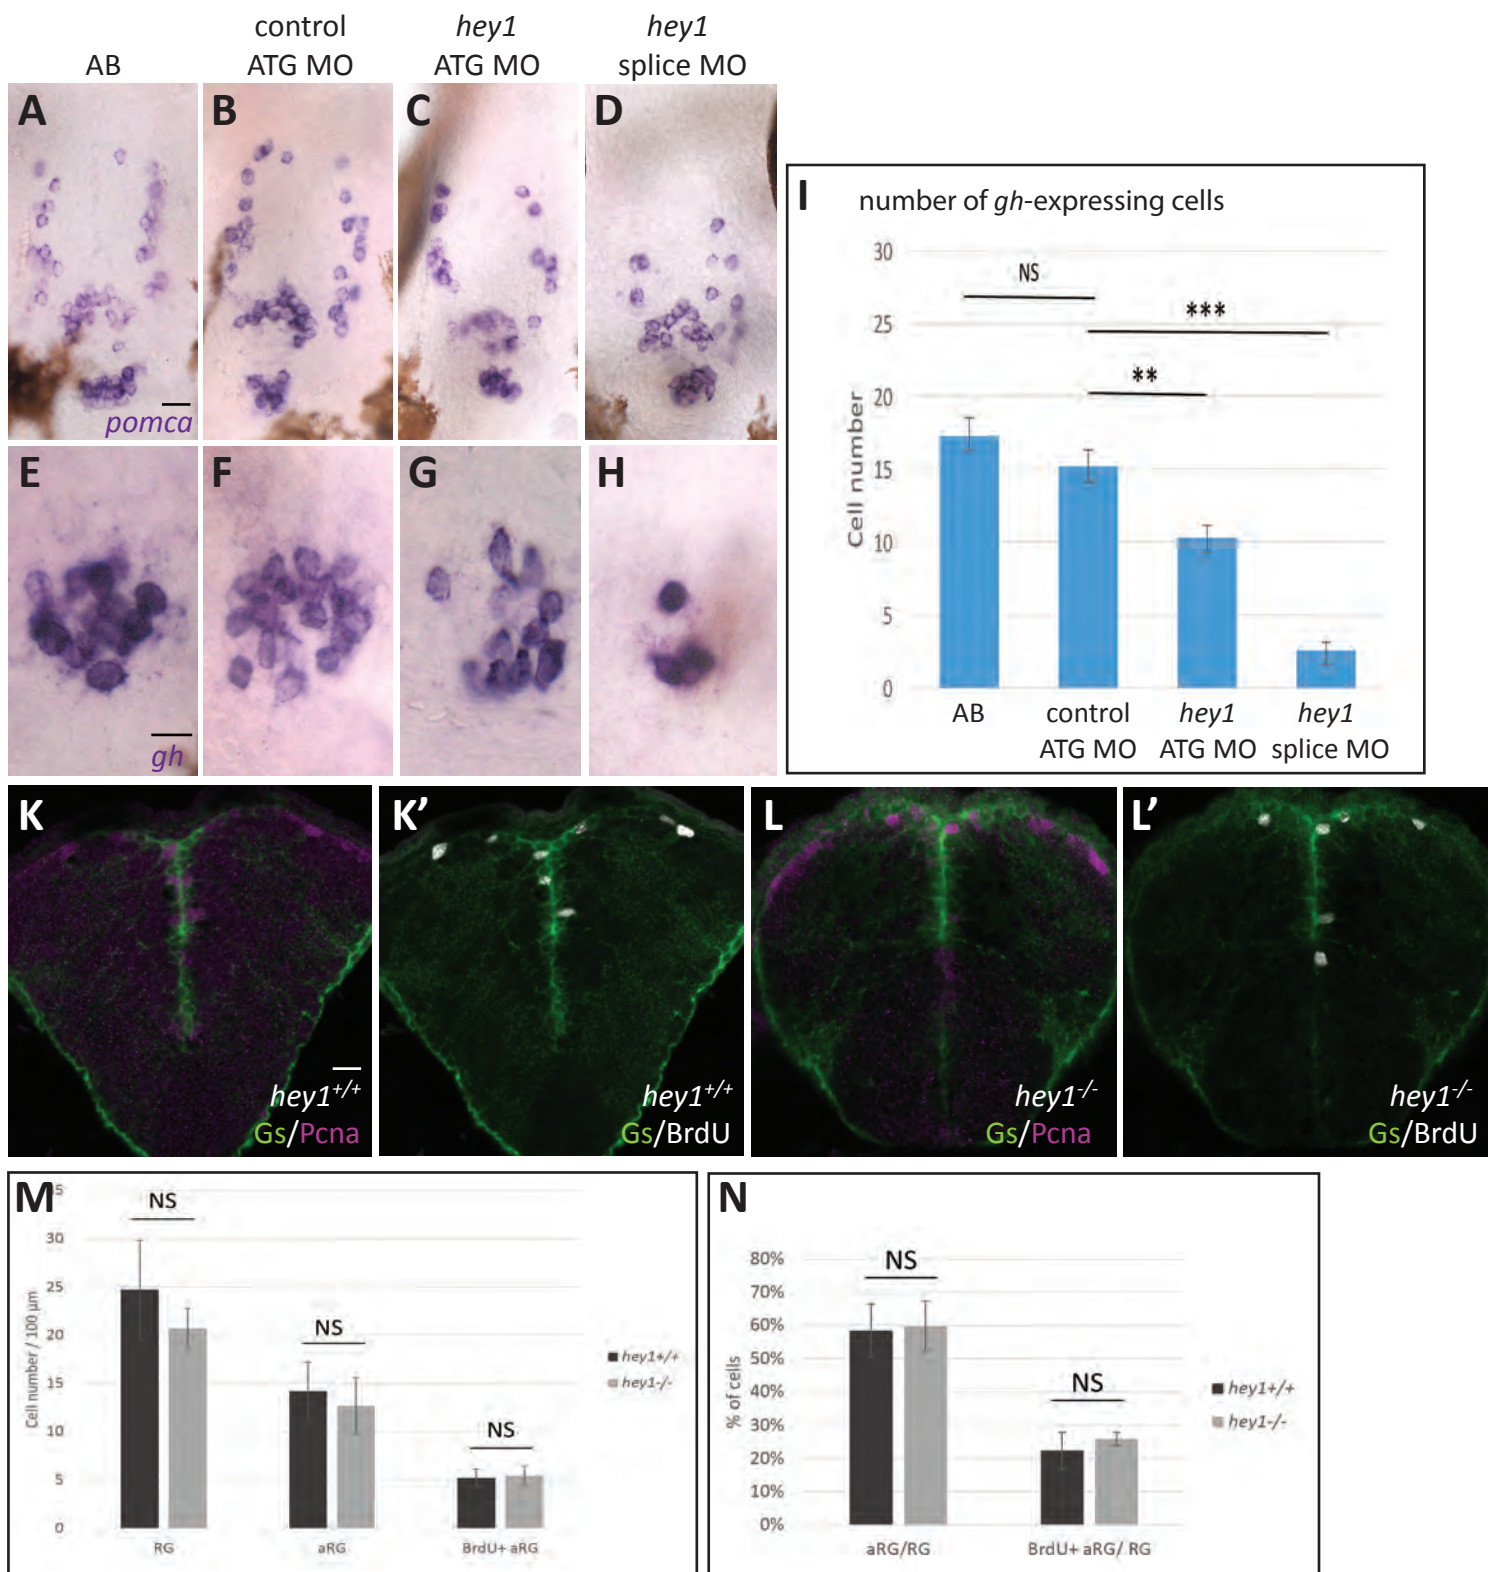 AB
control
ATG MO
hey1
ATG MO
hey1
splice MO
A
B
C
D
pomca
E
F
G
H
gh
I
number of gh-expressing cells
30
25
20
15
10
5
0
Cell number
NS
***
**
AB
control
ATG MO
hey1
ATG MO
hey1
splice MO
K
hey1+/+
Gs/Pcna
K’
hey1+/+
Gs/BrdU
L
hey1-/-
Gs/Pcna
L’
hey1-/-
Gs/BrdU
M
30
25
20
15
10
5
0
Cell number / 100 µm
NS
NS
NS
RG
aRG
BrdU+ aRG
hey1+/+
hey1-/-
N
80%
70%
60%
50%
40%
30%
20%
10%
0%
% of cells
NS
NS
aRG/RG
BrdU+ aRG/ RG
hey1+/+
hey1-/-